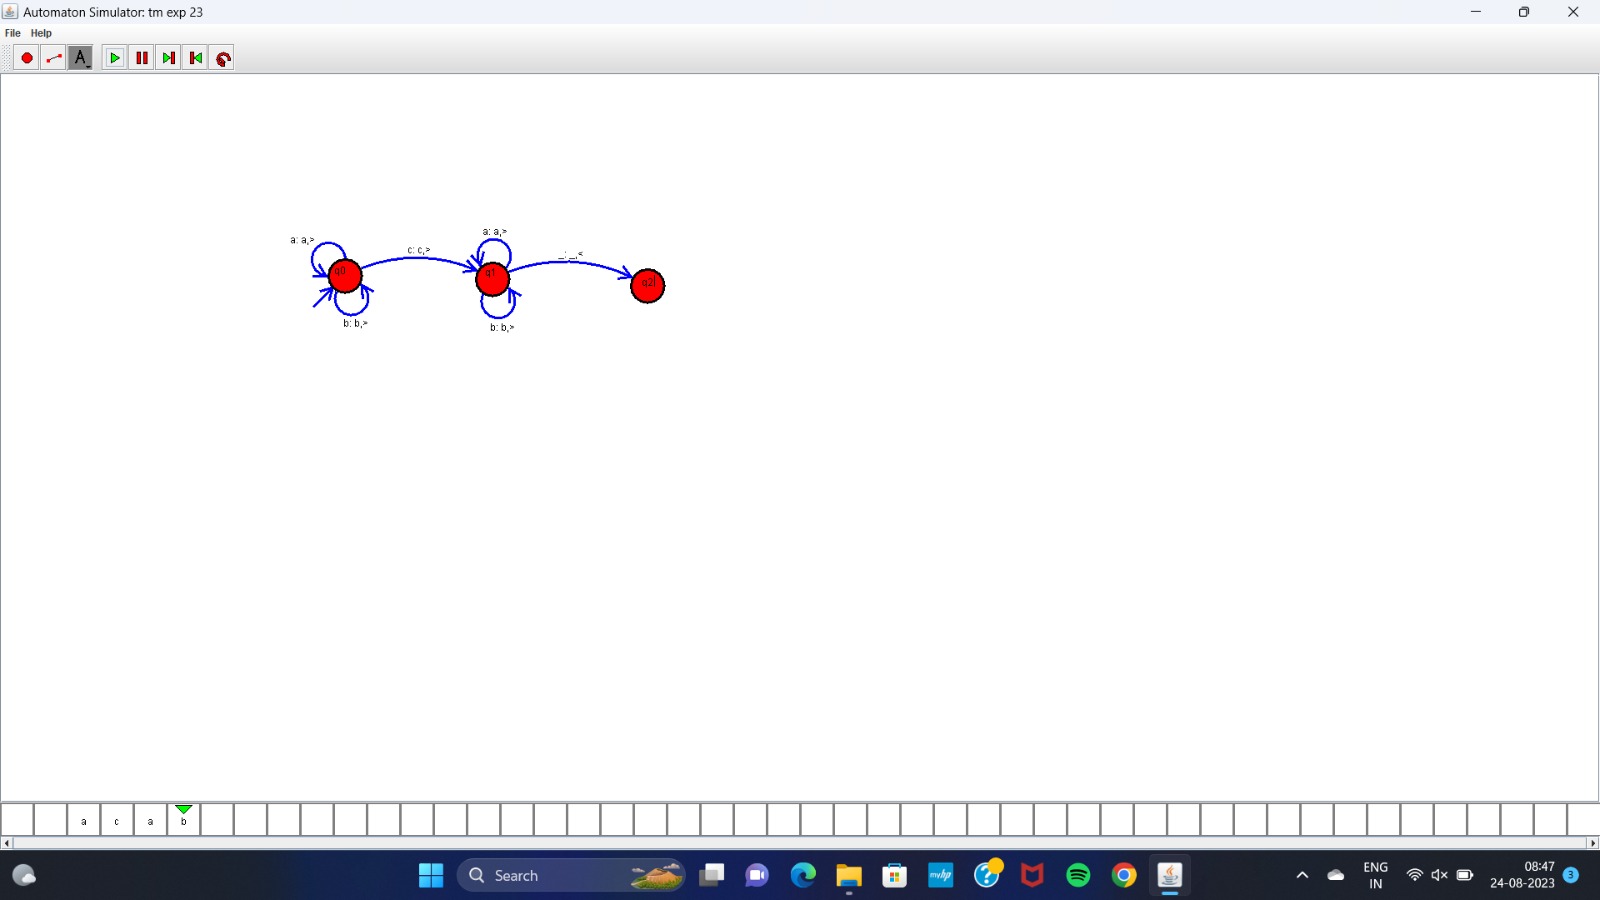 Automaton Simulator: tm exp 23
File Help
A
a: a,>
c: c,>
a: a,>
_: _,<
q0
q1
q2
b: b,>
b: b,>
a c a b
Search
myhp
ENG
IN
08:47
24-08-2023
3